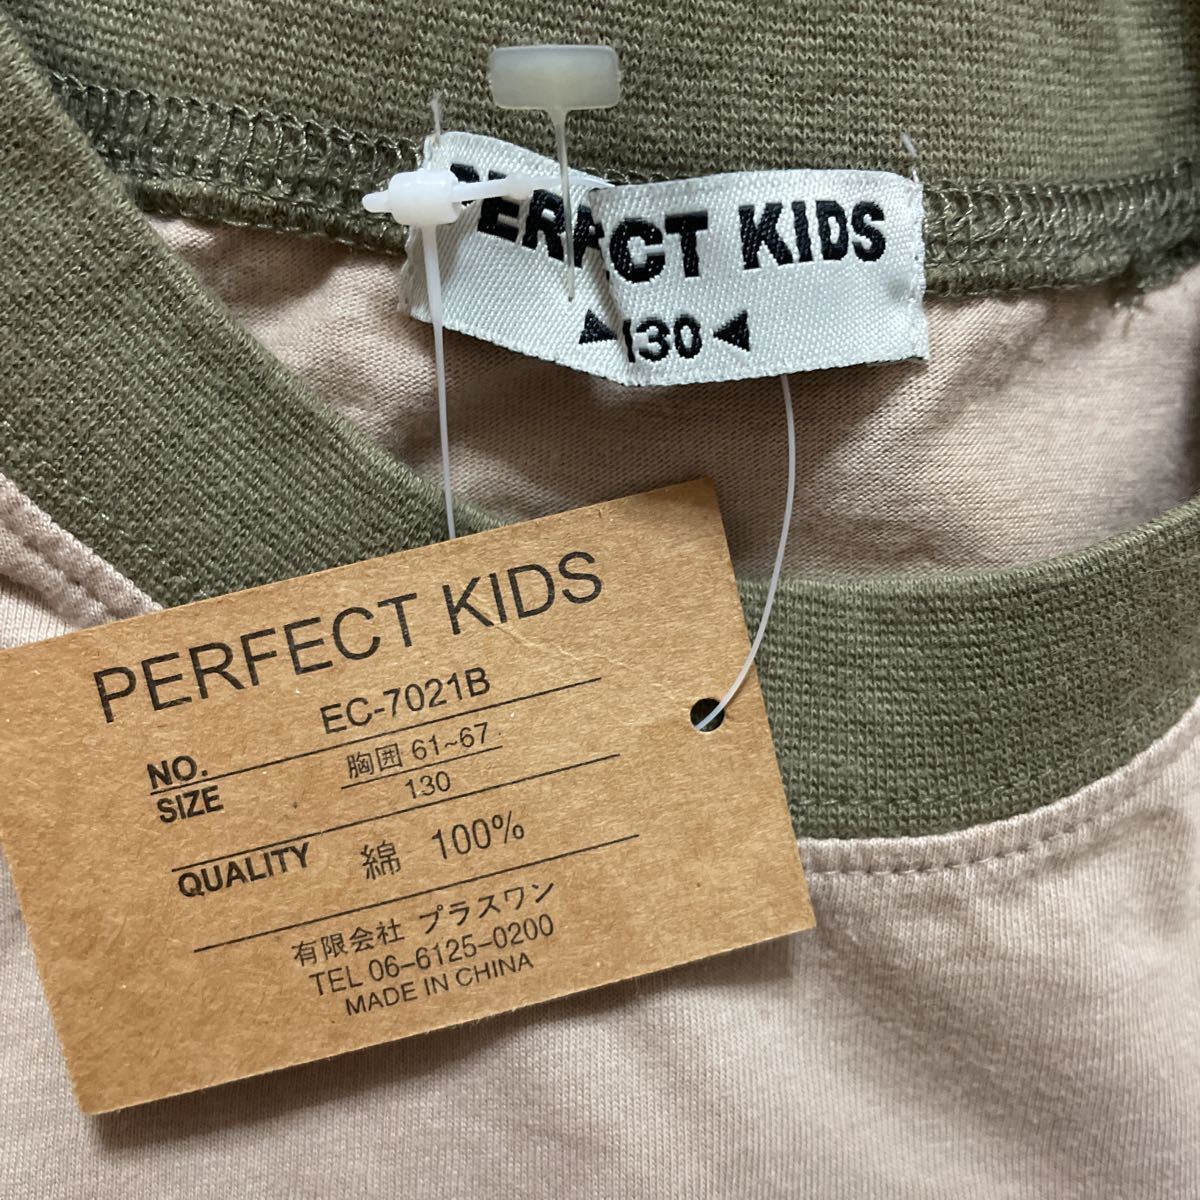 PERFECT KIDS
130
PERFECT KIDS
NO. EC-7021B
SIZE 胸囲 61~67
130
QUALITY 綿 100%
有限会社 プラスワン
TEL 06-6125-0200
MADE IN CHINA